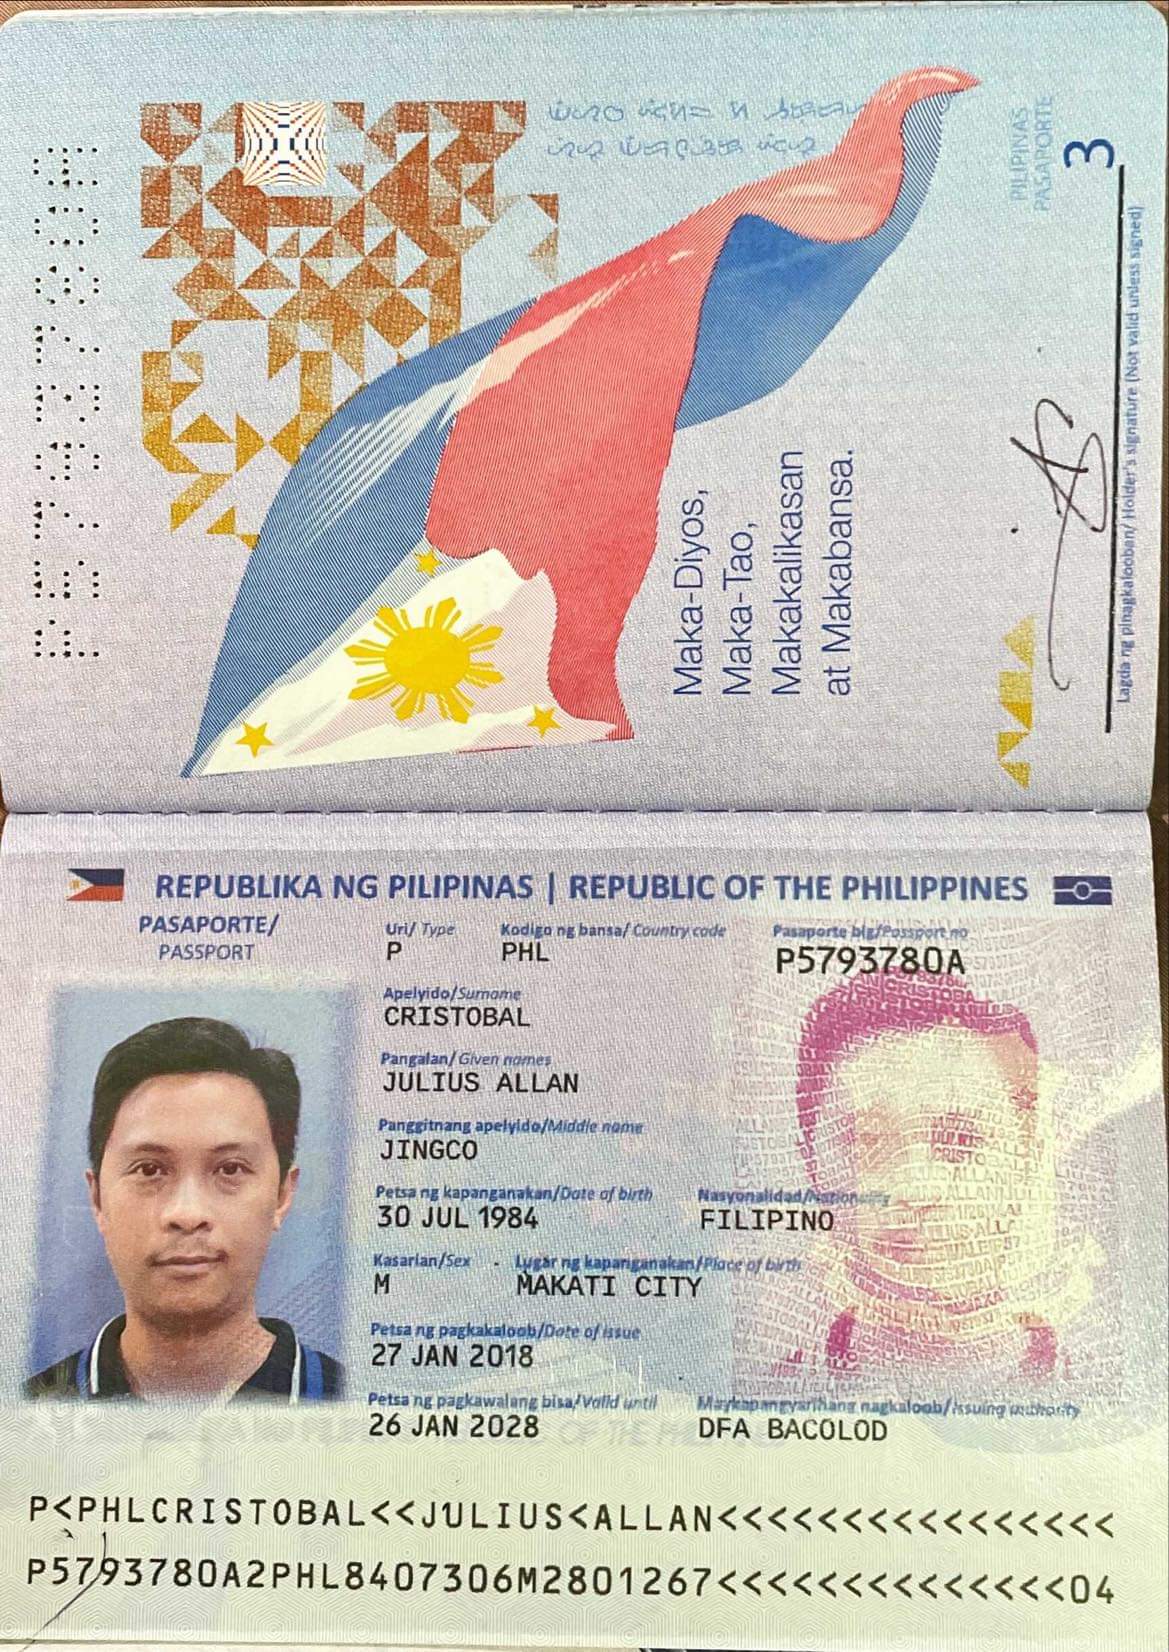 PILIPINAS
PASAPORTE
3
Maka-Diyos,
Maka-Tao,
Makakalikasan
at Makabansa.
Lagda ng pinagkalooban/ Holder's signature (Not valid unless signed)
P5793780A
REPUBLIKA NG PILIPINAS | REPUBLIC OF THE PHILIPPINES
PASAPORTE/
PASSPORT
Uri/ Type Kodigo ng bansa/ Country code Pasaporte blg/Passport no
P PHL P5793780A
Apelyido/Surname
CRISTOBAL
Pangalan/ Given names
JULIUS ALLAN
Panggitnang apelyido/Middle name
JINGCO
Petsa ng kapanganakan/Date of birth Nasyonalidad/Nationality
30 JUL 1984 FILIPINO
Kasarian/Sex Lugar ng kapanganakan/Place of birth
M MAKATI CITY
Petsa ng pagkakaloob/Date of issue
27 JAN 2018
Petsa ng pagkawalang bisa/Valid until Maykapangyarihang nagkaloob/Issuing authority
26 JAN 2028 DFA BACOLOD
P<PHLCRISTOBAL<<JULIUS<ALLAN<<<<<<<<<<<<<<<<
P5793780A2PHL8407306M2801267<<<<<<<<<<<<<<04